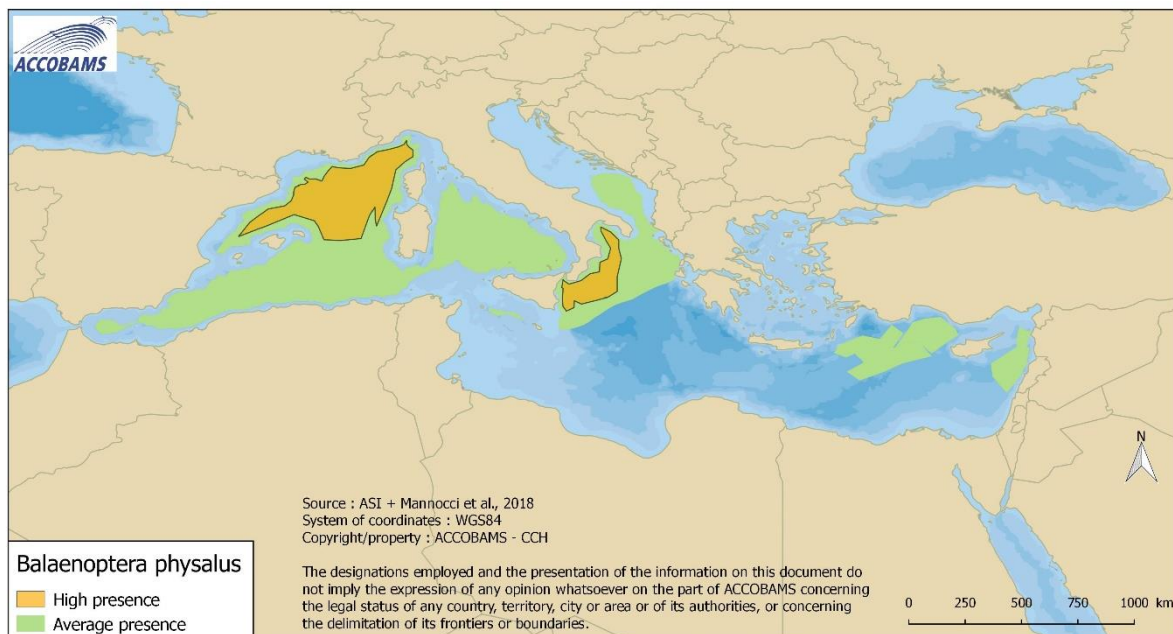 ACCOBAMS
N
Source : ASI + Mannocci et al., 2018
System of coordinates : WGS84
Copyright/property : ACCOBAMS - CCH
The designations employed and the presentation of the information on this document do
not imply the expression of any opinion whatsoever on the part of ACCOBAMS concerning
the legal status of any country, territory, city or area or of its authorities, or concerning
the delimitation of its frontiers or boundaries.
Balaenoptera physalus
High presence
Average presence
0 250 500 750 1000 km